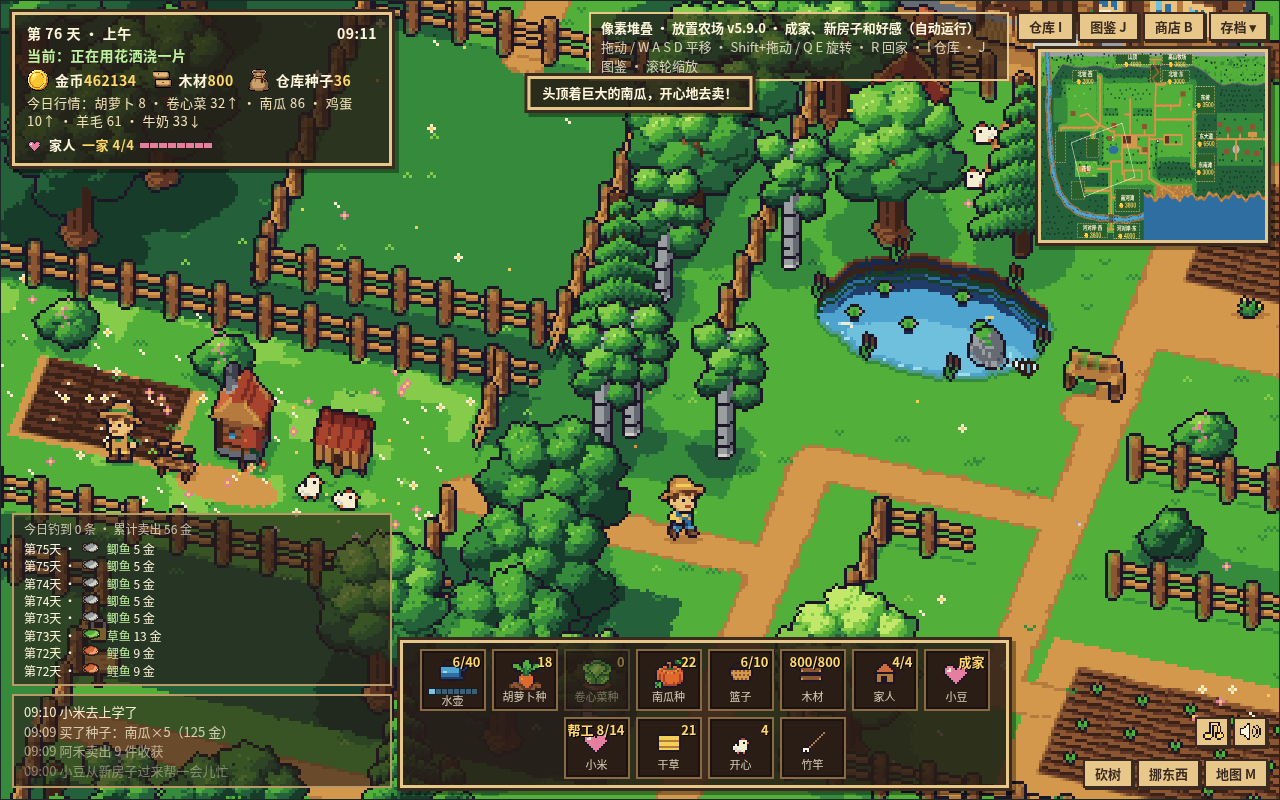 第 76 天 · 上午 09:11
当前: 正在用花洒浇一片
金币462134 木材800 仓库种子36
今日行情: 胡萝卜 8 · 卷心菜 32↑ · 南瓜 86 · 鸡蛋
10↑ · 羊毛 61 · 牛奶 33↓
家人 一家 4/4
像素堆叠 · 放置农场 v5.9.0 · 成家、新房子和好感（自动运行）
拖动 / W A S D 平移 · Shift+拖动 / Q E 旋转 · R 回家 · I 仓库 · J
图鉴 · 滚轮缩放
头顶着巨大的南瓜，开心地去卖！
仓库 I
图鉴 J
商店 B
存档 ▾
今日钓到 0 条 · 累计卖出 56 金
第75天 · 鲫鱼 5 金
第75天 · 鲫鱼 5 金
第74天 · 鲫鱼 5 金
第74天 · 鲫鱼 5 金
第73天 · 鲫鱼 5 金
第73天 · 草鱼 13 金
第72天 · 鲤鱼 9 金
第72天 · 鲤鱼 9 金
09:10 小米去上学了
09:09 买了种子: 南瓜×5（125 金）
09:09 阿禾卖出 9 件收获
09:00 小豆从新房子过来帮一会儿忙
6/40 水壶
18 胡萝卜种
0 卷心菜种
22 南瓜种
6/10 篮子
800/800 木材
4/4 家人
成家 小豆
帮工 8/14 小米
21 干草
4 开心
竹竿
砍树
挪东西
地图 M